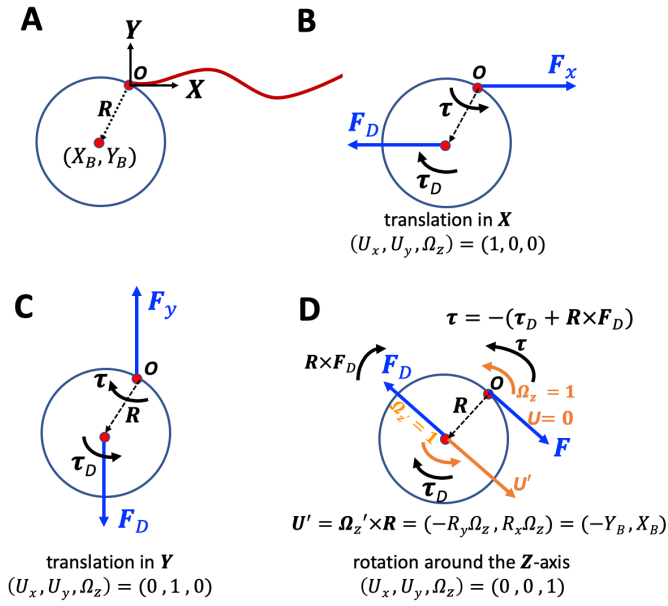 A
Y
O
X
R
(X_B, Y_B)
B
O
F_x
τ
F_D
τ_D
translation in X
(U_x, U_y, Ω_z) = (1, 0, 0)
C
F_y
O
τ
R
τ_D
F_D
translation in Y
(U_x, U_y, Ω_z) = (0, 1, 0)
D
τ = −(τ_D + R×F_D)
τ
R×F_D
F_D
O
Ω_z = 1
R
U= 0
Ω_z′ = 1
F
τ_D
U′
U′ = Ω_z′×R = (−R_yΩ_z, R_xΩ_z) = (−Y_B, X_B)
rotation around the Z-axis
(U_x, U_y, Ω_z) = (0, 0, 1)